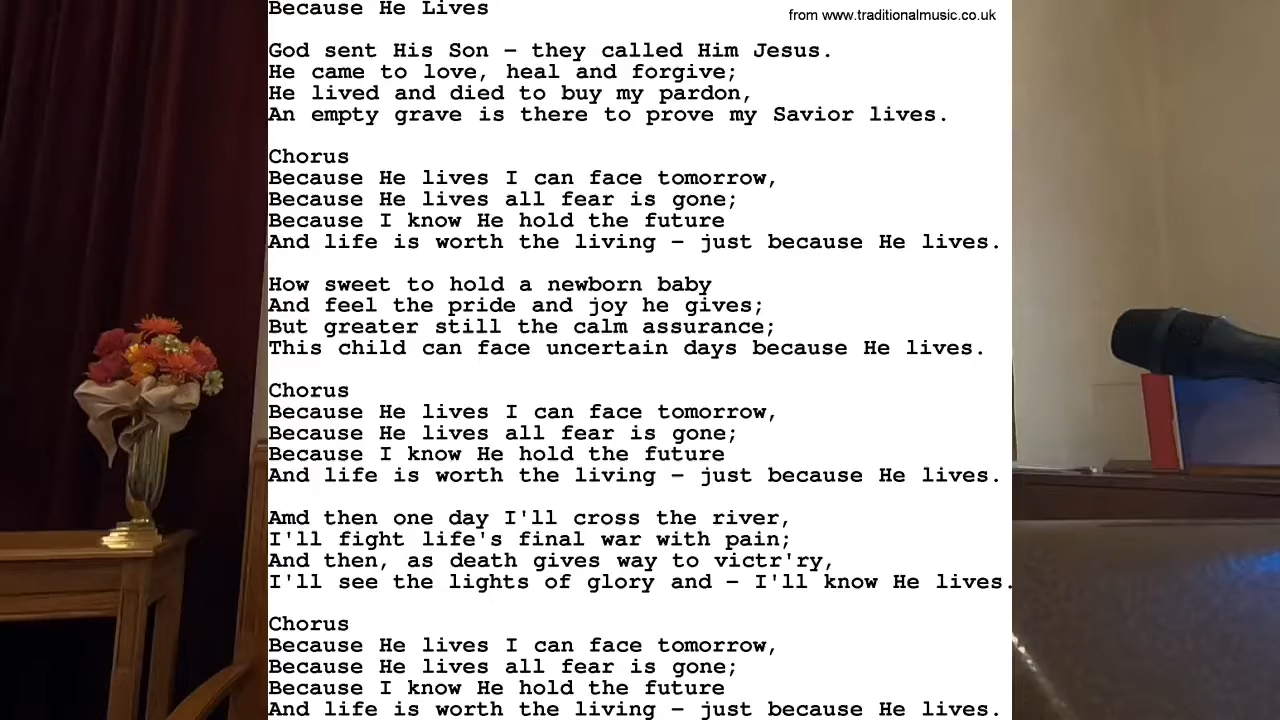 Because He Lives
from www.traditionalmusic.co.uk
God sent His Son – they called Him Jesus.
He came to love, heal and forgive;
He lived and died to buy my pardon,
An empty grave is there to prove my Savior lives.
Chorus
Because He lives I can face tomorrow,
Because He lives all fear is gone;
Because I know He hold the future
And life is worth the living – just because He lives.
How sweet to hold a newborn baby
And feel the pride and joy he gives;
But greater still the calm assurance;
This child can face uncertain days because He lives.
Chorus
Because He lives I can face tomorrow,
Because He lives all fear is gone;
Because I know He hold the future
And life is worth the living – just because He lives.
Amd then one day I'll cross the river,
I'll fight life's final war with pain;
And then, as death gives way to victr'ry,
I'll see the lights of glory and – I'll know He lives.
Chorus
Because He lives I can face tomorrow,
Because He lives all fear is gone;
Because I know He hold the future
And life is worth the living – just because He lives.